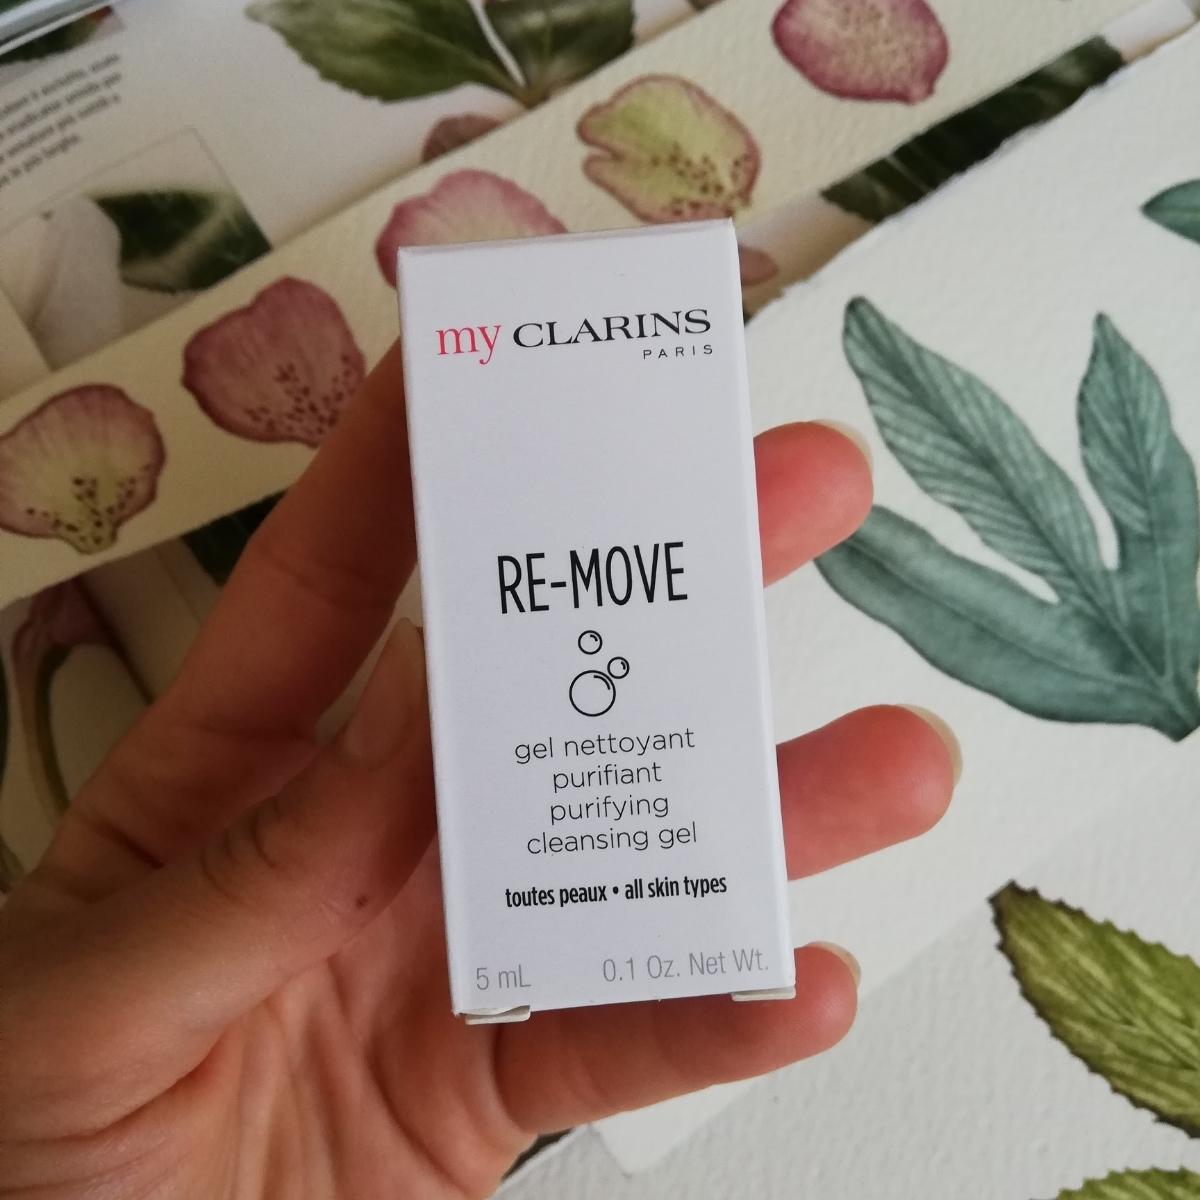 my CLARINS
PARIS
RE-MOVE
gel nettoyant
purifiant
purifying
cleansing gel
toutes peaux • all skin types
5 mL 0.1 Oz. Net Wt.